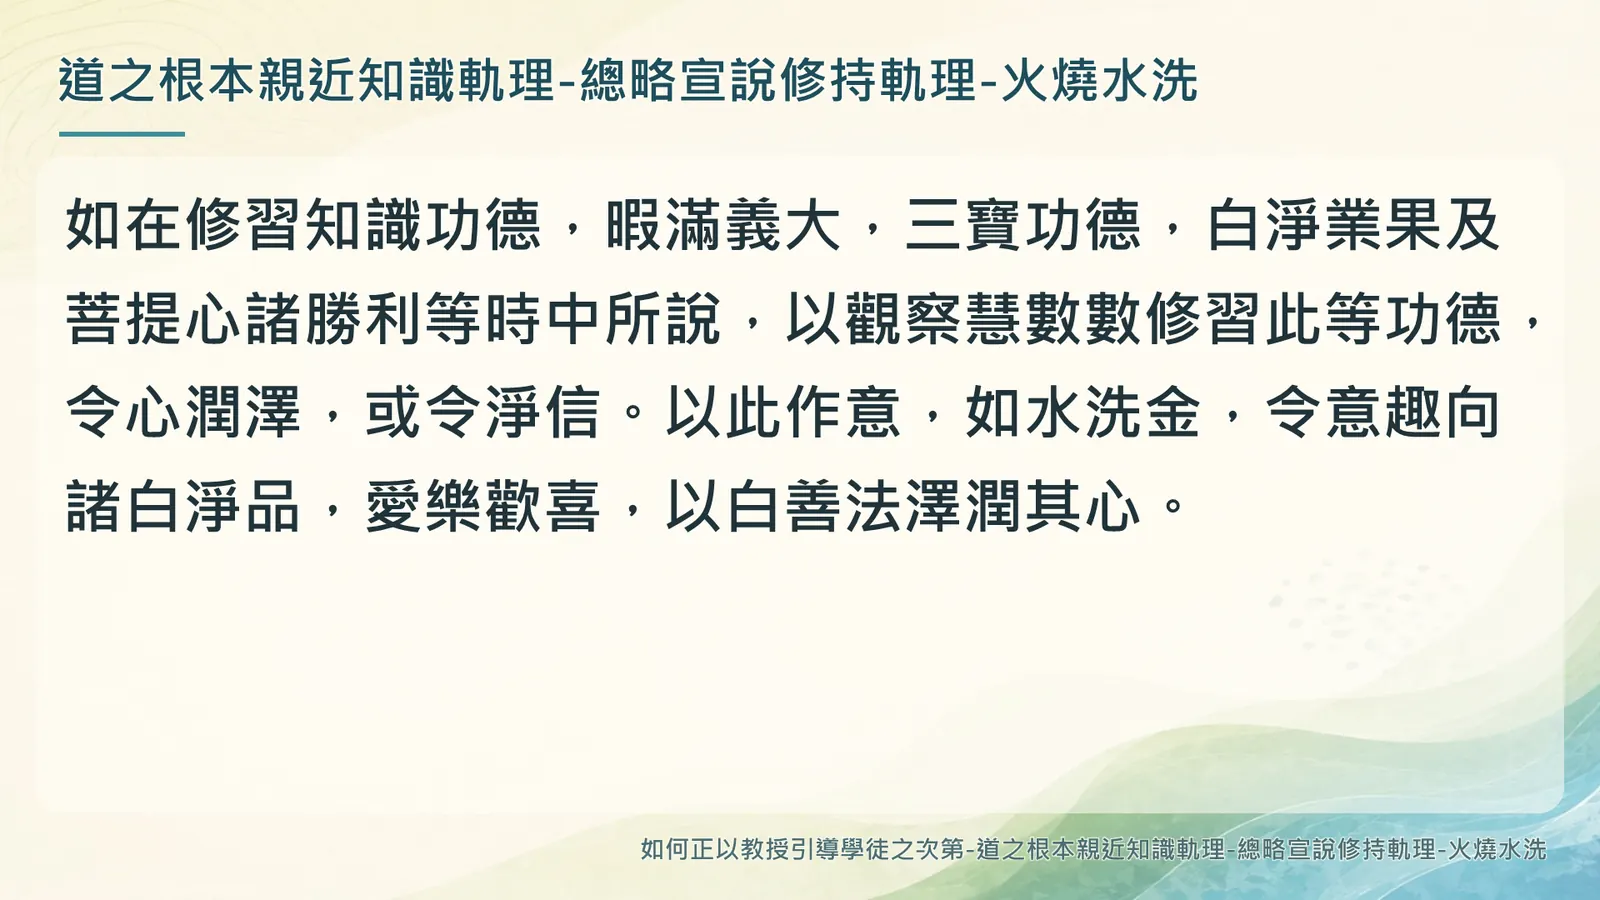 道之根本親近知識軌理-總略宣說修持軌理-火燒水洗
如在修習知識功德，暇滿義大，三寶功德，白淨業果及
菩提心諸勝利等時中所說，以觀察慧數數修習此等功德，
令心潤澤，或令淨信。以此作意，如水洗金，令意趣向
諸白淨品，愛樂歡喜，以白善法澤潤其心。
如何正以教授引導學徒之次第-道之根本親近知識軌理-總略宣說修持軌理-火燒水洗